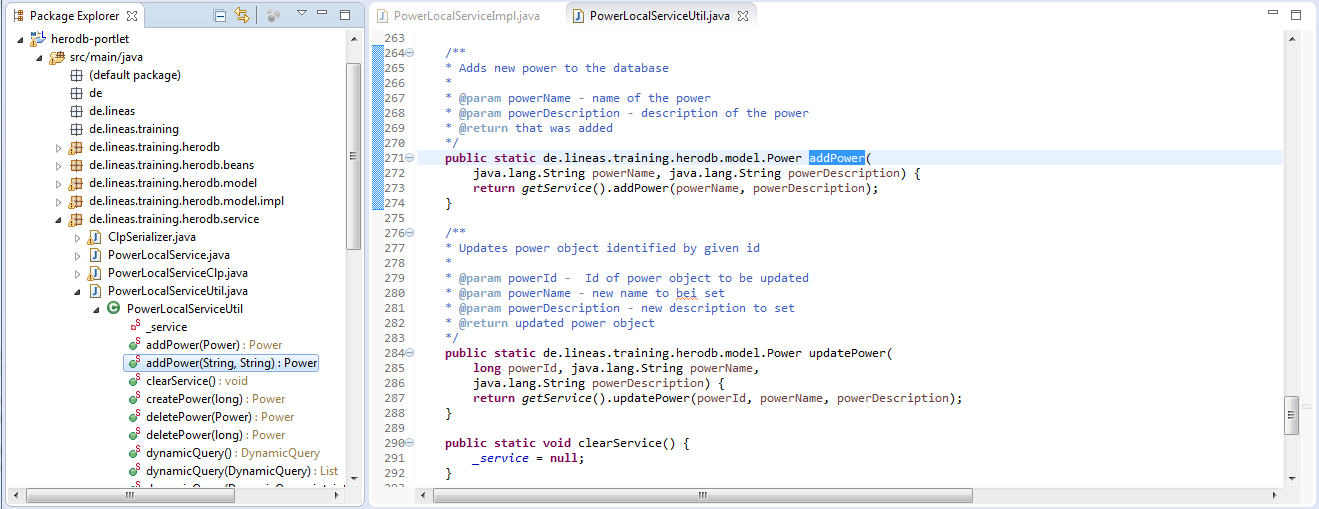 Package Explorer
herodb-portlet
src/main/java
(default package)
de
de.lineas
de.lineas.training
de.lineas.training.herodb
de.lineas.training.herodb.beans
de.lineas.training.herodb.model
de.lineas.training.herodb.model.impl
de.lineas.training.herodb.service
ClpSerializer.java
PowerLocalService.java
PowerLocalServiceClp.java
PowerLocalServiceUtil.java
PowerLocalServiceUtil
_service
addPower(Power) : Power
addPower(String, String) : Power
clearService() : void
createPower(long) : Power
deletePower(Power) : Power
deletePower(long) : Power
dynamicQuery() : DynamicQuery
dynamicQuery(DynamicQuery) : List
PowerLocalServiceImpl.java
PowerLocalServiceUtil.java
263
264 /**
265 * Adds new power to the database
266 *
267 * @param powerName - name of the power
268 * @param powerDescription - description of the power
269 * @return that was added
270 */
271 public static de.lineas.training.herodb.model.Power addPower(
272 java.lang.String powerName, java.lang.String powerDescription) {
273 return getService().addPower(powerName, powerDescription);
274 }
275
276 /**
277 * Updates power object identified by given id
278 *
279 * @param powerId - Id of power object to be updated
280 * @param powerName - new name to bei set
281 * @param powerDescription - new description to set
282 * @return updated power object
283 */
284 public static de.lineas.training.herodb.model.Power updatePower(
285 long powerId, java.lang.String powerName,
286 java.lang.String powerDescription) {
287 return getService().updatePower(powerId, powerName, powerDescription);
288 }
289
290 public static void clearService() {
291 _service = null;
292 }